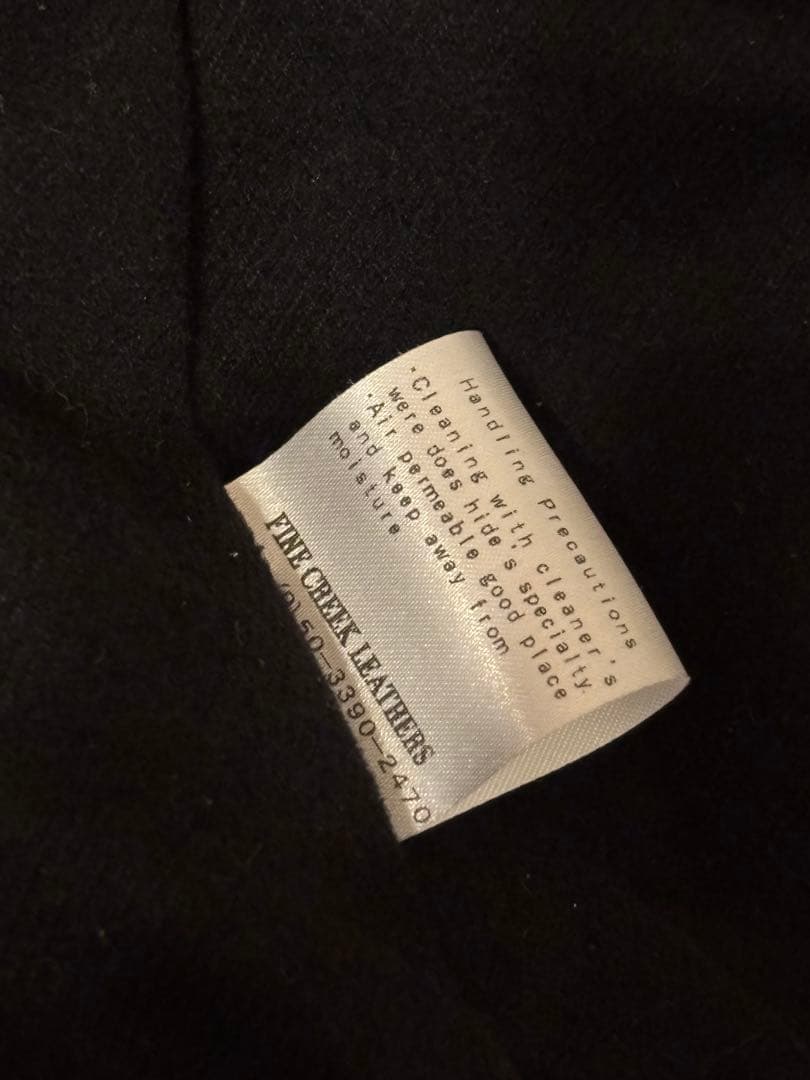 Handling precautions
"Cleaning with cleaner's
were does hide's specialty.
"Air permeable good place
and keep away from
moisture
FINE CREEK LEATHERS
50-3390-2470